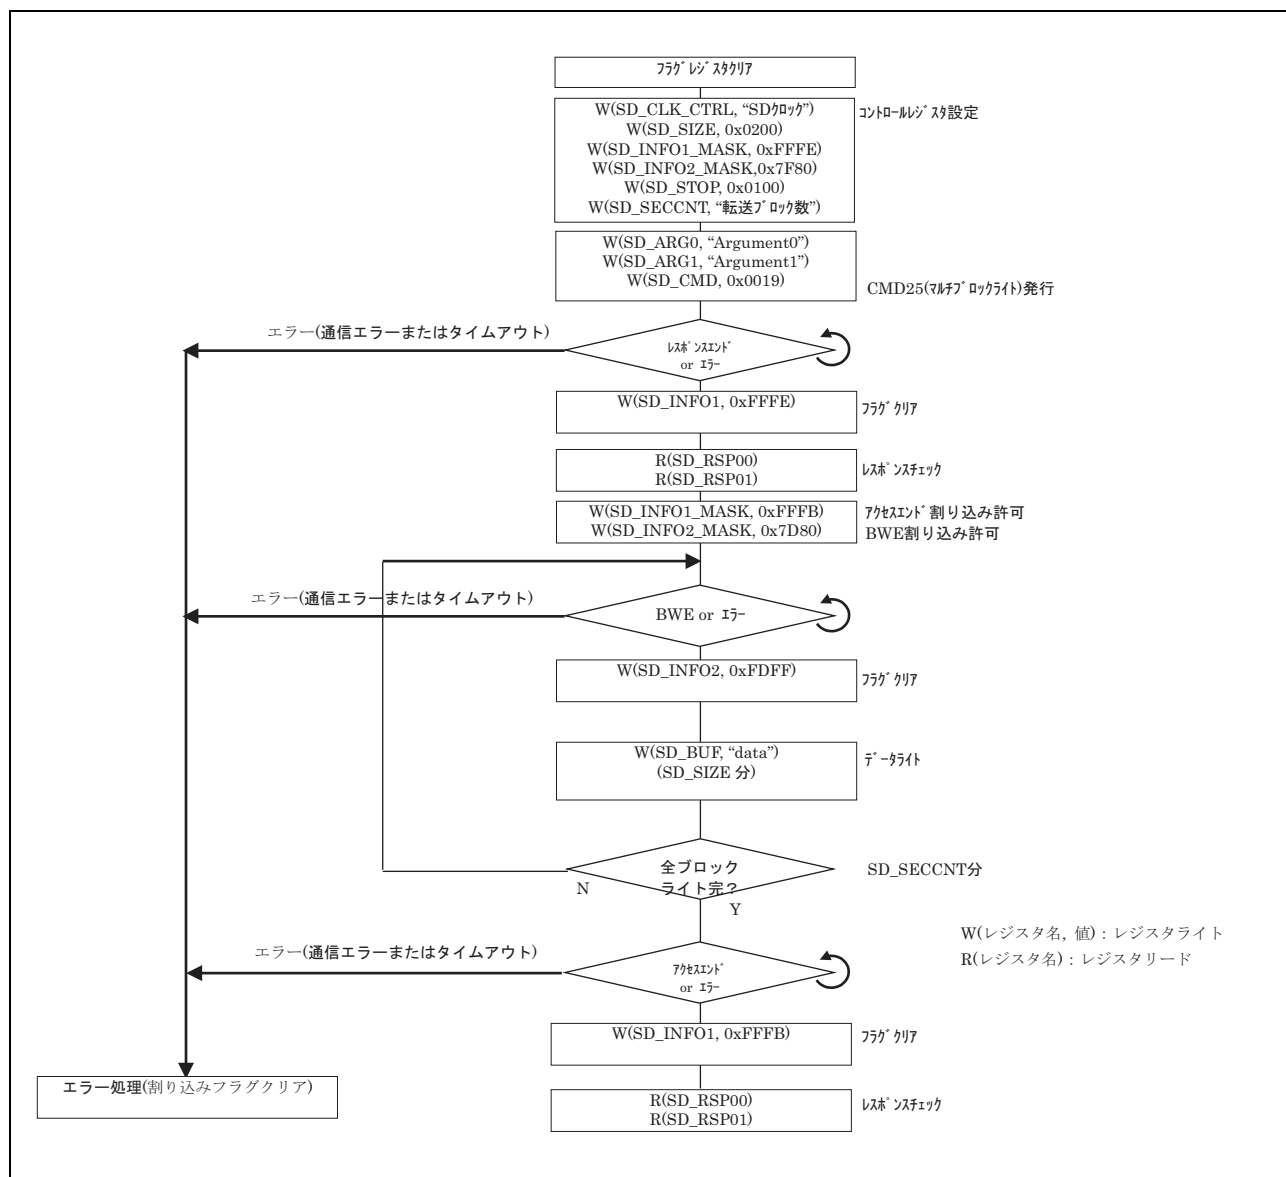 ﾌﾗｸﾞﾚｼﾞｽﾀｸﾘｱ
W(SD_CLK_CTRL, “SDｸﾛｯｸ”)
コントロールﾚｼﾞｽﾀ設定
W(SD_SIZE, 0x0200)
W(SD_INFO1_MASK, 0xFFFE)
W(SD_INFO2_MASK,0x7F80)
W(SD_STOP, 0x0100)
W(SD_SECCNT, “転送ﾌﾞﾛｯｸ数”)
W(SD_ARG0, “Argument0”)
W(SD_ARG1, “Argument1”)
W(SD_CMD, 0x0019)
CMD25(ﾏﾙﾁﾌﾞﾛｯｸﾗｲﾄ)発行
エラー(通信エラーまたはタイムアウト)
ﾚｽﾎﾟﾝｽｴﾝﾄﾞ
or ｴﾗｰ
W(SD_INFO1, 0xFFFE)
ﾌﾗｸﾞｸﾘｱ
R(SD_RSP00)
R(SD_RSP01)
ﾚｽﾎﾟﾝｽﾁｪｯｸ
W(SD_INFO1_MASK, 0xFFFB)
ｱｸｾｽｴﾝﾄﾞ割り込み許可
W(SD_INFO2_MASK, 0x7D80)
BWE割り込み許可
エラー(通信エラーまたはタイムアウト)
BWE or ｴﾗｰ
W(SD_INFO2, 0xFDFF)
ﾌﾗｸﾞｸﾘｱ
W(SD_BUF, “data”)
(SD_SIZE 分)
ﾃﾞｰﾀﾗｲﾄ
全ブロック
ライト完?
SD_SECCNT分
N
Y
W(レジスタ名, 値) : レジスタライト
R(レジスタ名) : レジスタリード
エラー(通信エラーまたはタイムアウト)
ｱｸｾｽｴﾝﾄﾞ
or ｴﾗｰ
W(SD_INFO1, 0xFFFB)
ﾌﾗｸﾞｸﾘｱ
エラー処理(割り込みフラグクリア)
R(SD_RSP00)
R(SD_RSP01)
ﾚｽﾎﾟﾝｽﾁｪｯｸ